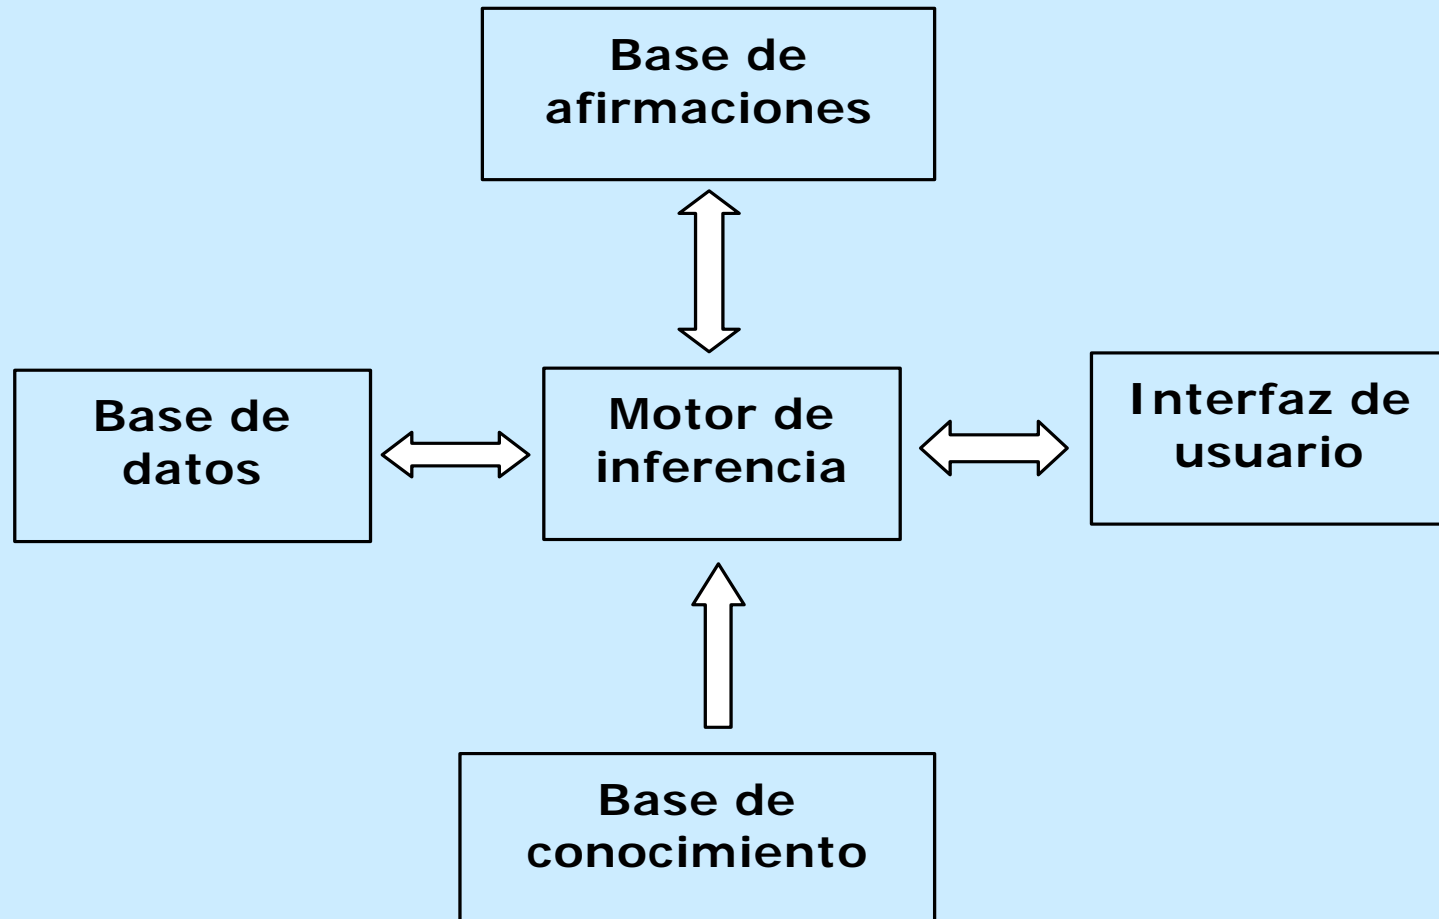 Base de
afirmaciones
Base de
datos
Motor de
inferencia
Interfaz de
usuario
Base de
conocimiento